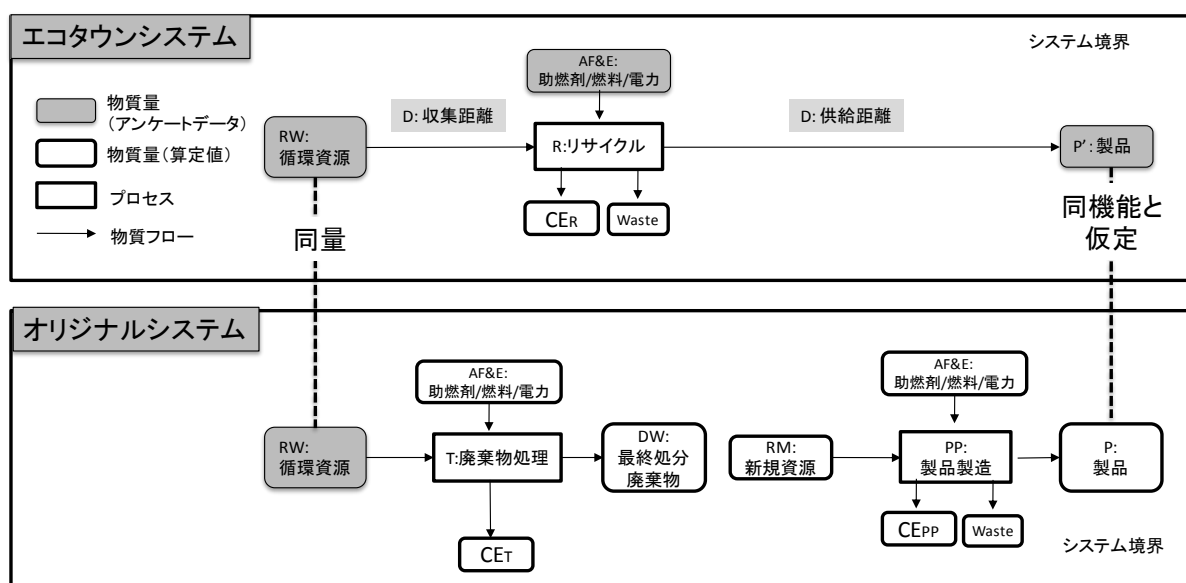 エコタウンシステム
システム境界
物質量
（アンケートデータ）
物質量（算定値）
プロセス
物質フロー
AF&E:
助燃剤/燃料/電力
RW:
循環資源
D: 収集距離
R:リサイクル
D: 供給距離
P’: 製品
CER
Waste
同量
同機能と
仮定
オリジナルシステム
AF&E:
助燃剤/燃料/電力
AF&E:
助燃剤/燃料/電力
RW:
循環資源
T:廃棄物処理
DW:
最終処分
廃棄物
RM:
新規資源
PP:
製品製造
P:
製品
CET
CEPP
Waste
システム境界